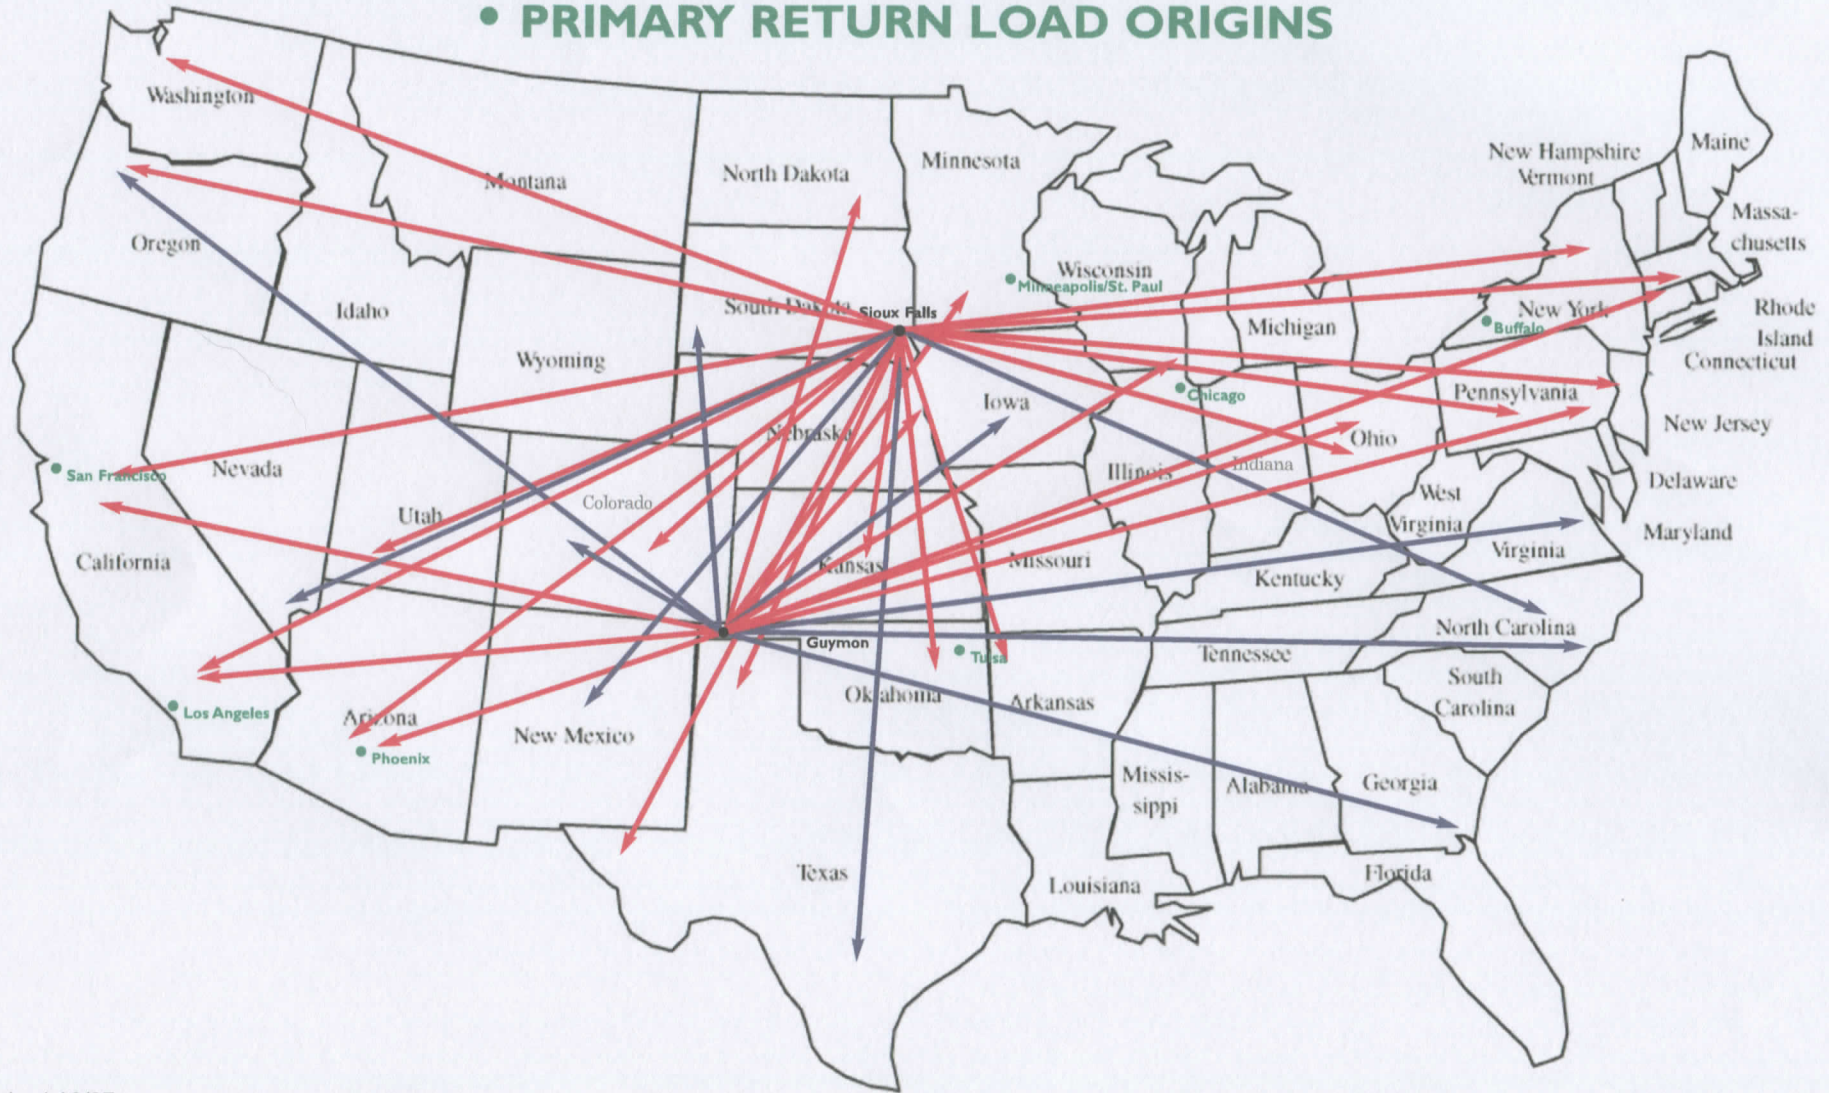 • PRIMARY RETURN LOAD ORIGINS
Washington
Montana
North Dakota
Minnesota
New Hampshire
Vermont
Maine
Massa-
chusetts
Oregon
Idaho
Wyoming
South Dakota
Sioux Falls
Wisconsin
Minneapolis/St. Paul
Michigan
New York
Buffalo
Rhode
Island
Connecticut
Pennsylvania
New Jersey
Chicago
Iowa
Nebraska
Ohio
Illinois
Indiana
San Francisco
Nevada
Utah
Colorado
Delaware
West
Virginia
Maryland
California
Kansas
Missouri
Virginia
Kentucky
North Carolina
Guymon
Tulsa
Tennessee
South
Carolina
Los Angeles
Arizona
Phoenix
New Mexico
Oklahoma
Arkansas
Missis-
sippi
Alabama
Georgia
Texas
Louisiana
Florida